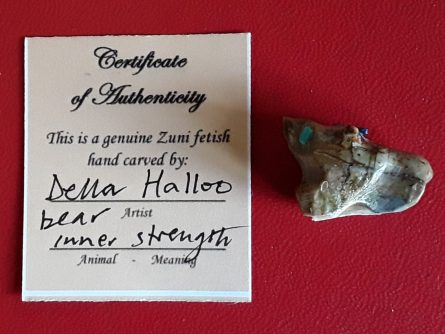 Certificate
of Authenticity
This is a genuine Zuni fetish
hand carved by:
Della Halloo
bear Artist
inner strength
Animal - Meaning